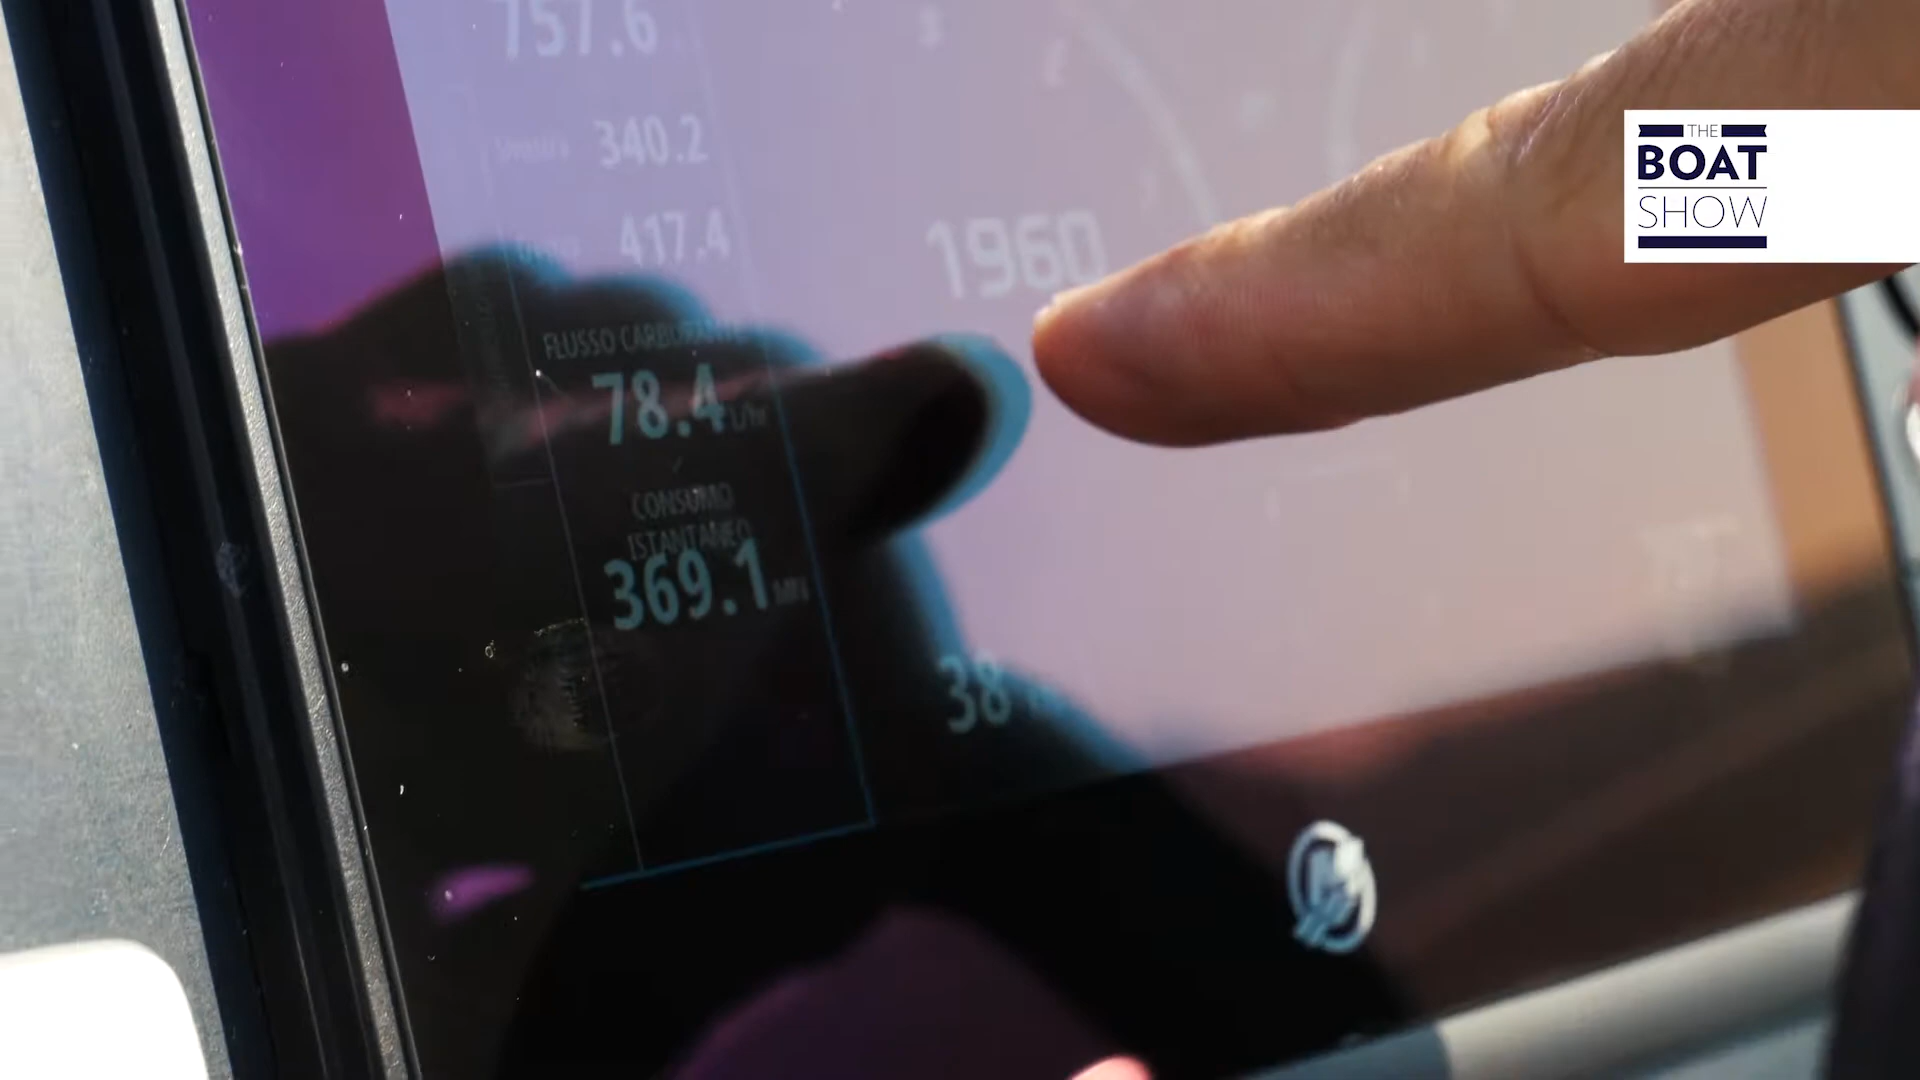 757.6
340.2
417.4
1960
FLUSSO CARBURANTE
78.4 L/hr
CONSUMO
ISTANTANEO
369.1
38
THE
BOAT
SHOW